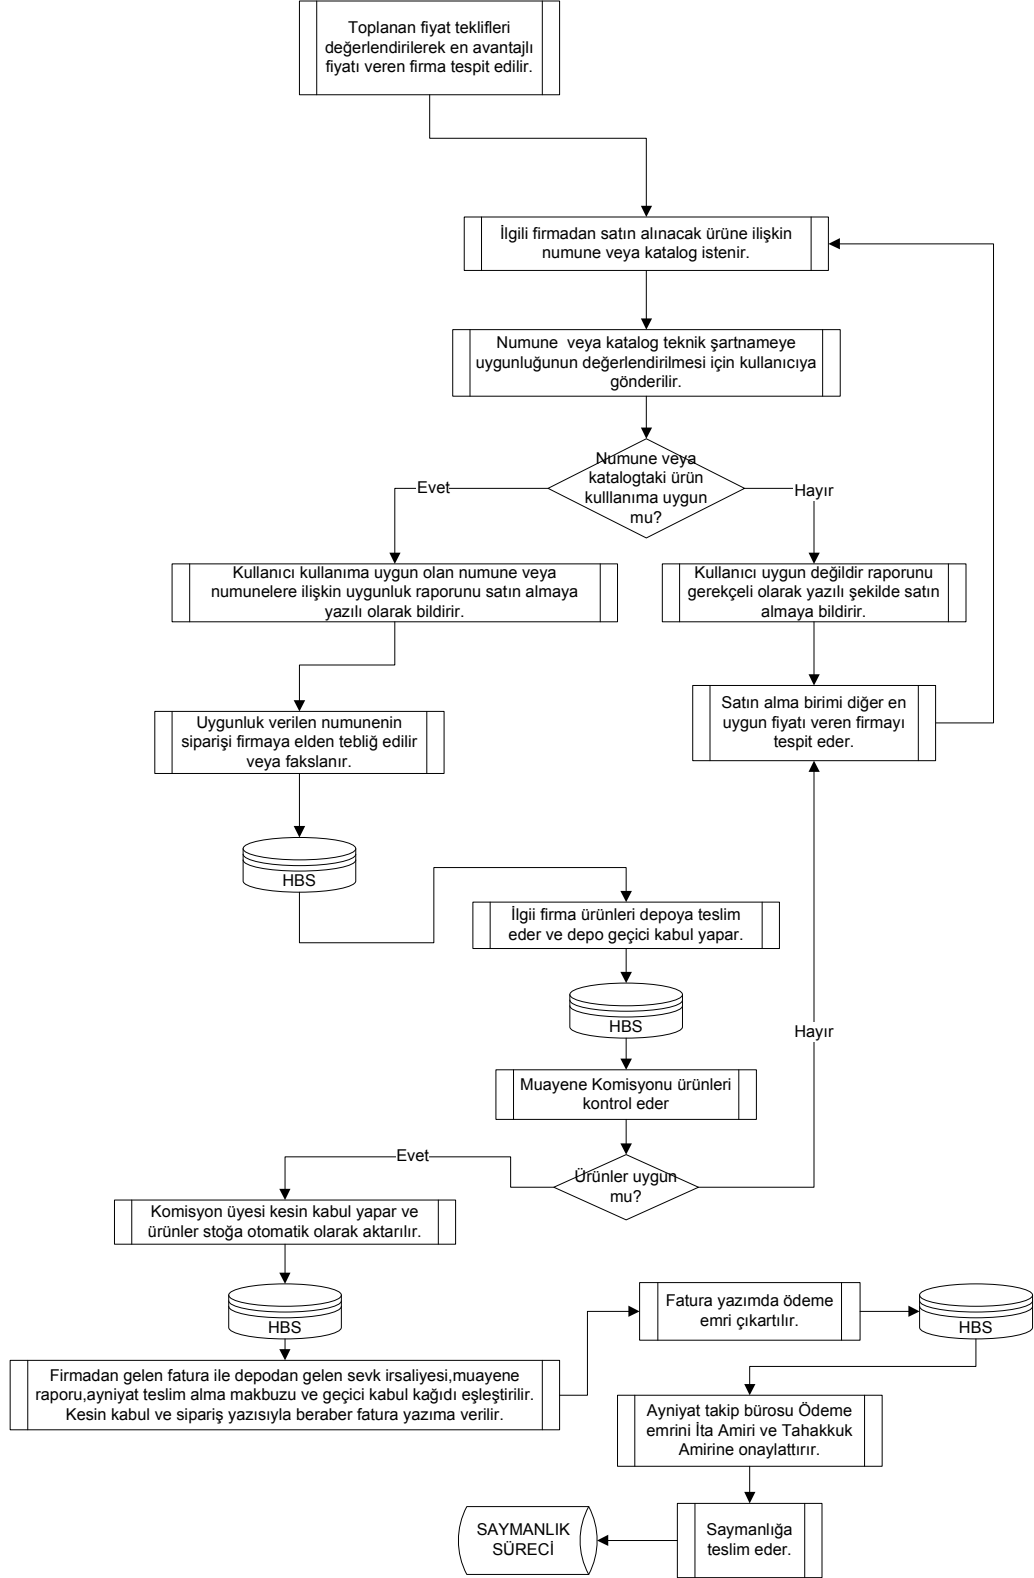 Toplanan fiyat teklifleri
değerlendirilerek en avantajlı
fiyatı veren firma tespit edilir.
İlgili firmadan satın alınacak ürüne ilişkin
numune veya katalog istenir.
Numune  veya katalog teknik şartnameye
uygunluğunun değerlendirilmesi için kullanıcıya
gönderilir.
Numune veya
katalogtaki ürün
kulllanıma uygun
mu?
Evet
Hayır
Kullanıcı kullanıma uygun olan numune veya
numunelere ilişkin uygunluk raporunu satın almaya
yazılı olarak bildirir.
Kullanıcı uygun değildir raporunu
gerekçeli olarak yazılı şekilde satın
almaya bildirir.
Uygunluk verilen numunenin
siparişi firmaya elden tebliğ edilir
veya fakslanır.
Satın alma birimi diğer en
uygun fiyatı veren firmayı
tespit eder.
HBS
İlgii firma ürünleri depoya teslim
eder ve depo geçici kabul yapar.
HBS
Hayır
Muayene Komisyonu ürünleri
kontrol eder
Evet
Ürünler uygun
mu?
Komisyon üyesi kesin kabul yapar ve
ürünler stoğa otomatik olarak aktarılır.
HBS
Fatura yazımda ödeme
emri çıkartılır.
HBS
Firmadan gelen fatura ile depodan gelen sevk irsaliyesi,muayene
raporu,ayniyat teslim alma makbuzu ve geçici kabul kağıdı eşleştirilir.
Kesin kabul ve sipariş yazısıyla beraber fatura yazıma verilir.
Ayniyat takip bürosu Ödeme
emrini İta Amiri ve Tahakkuk
Amirine onaylattırır.
SAYMANLIK
SÜRECİ
Saymanlığa
teslim eder.